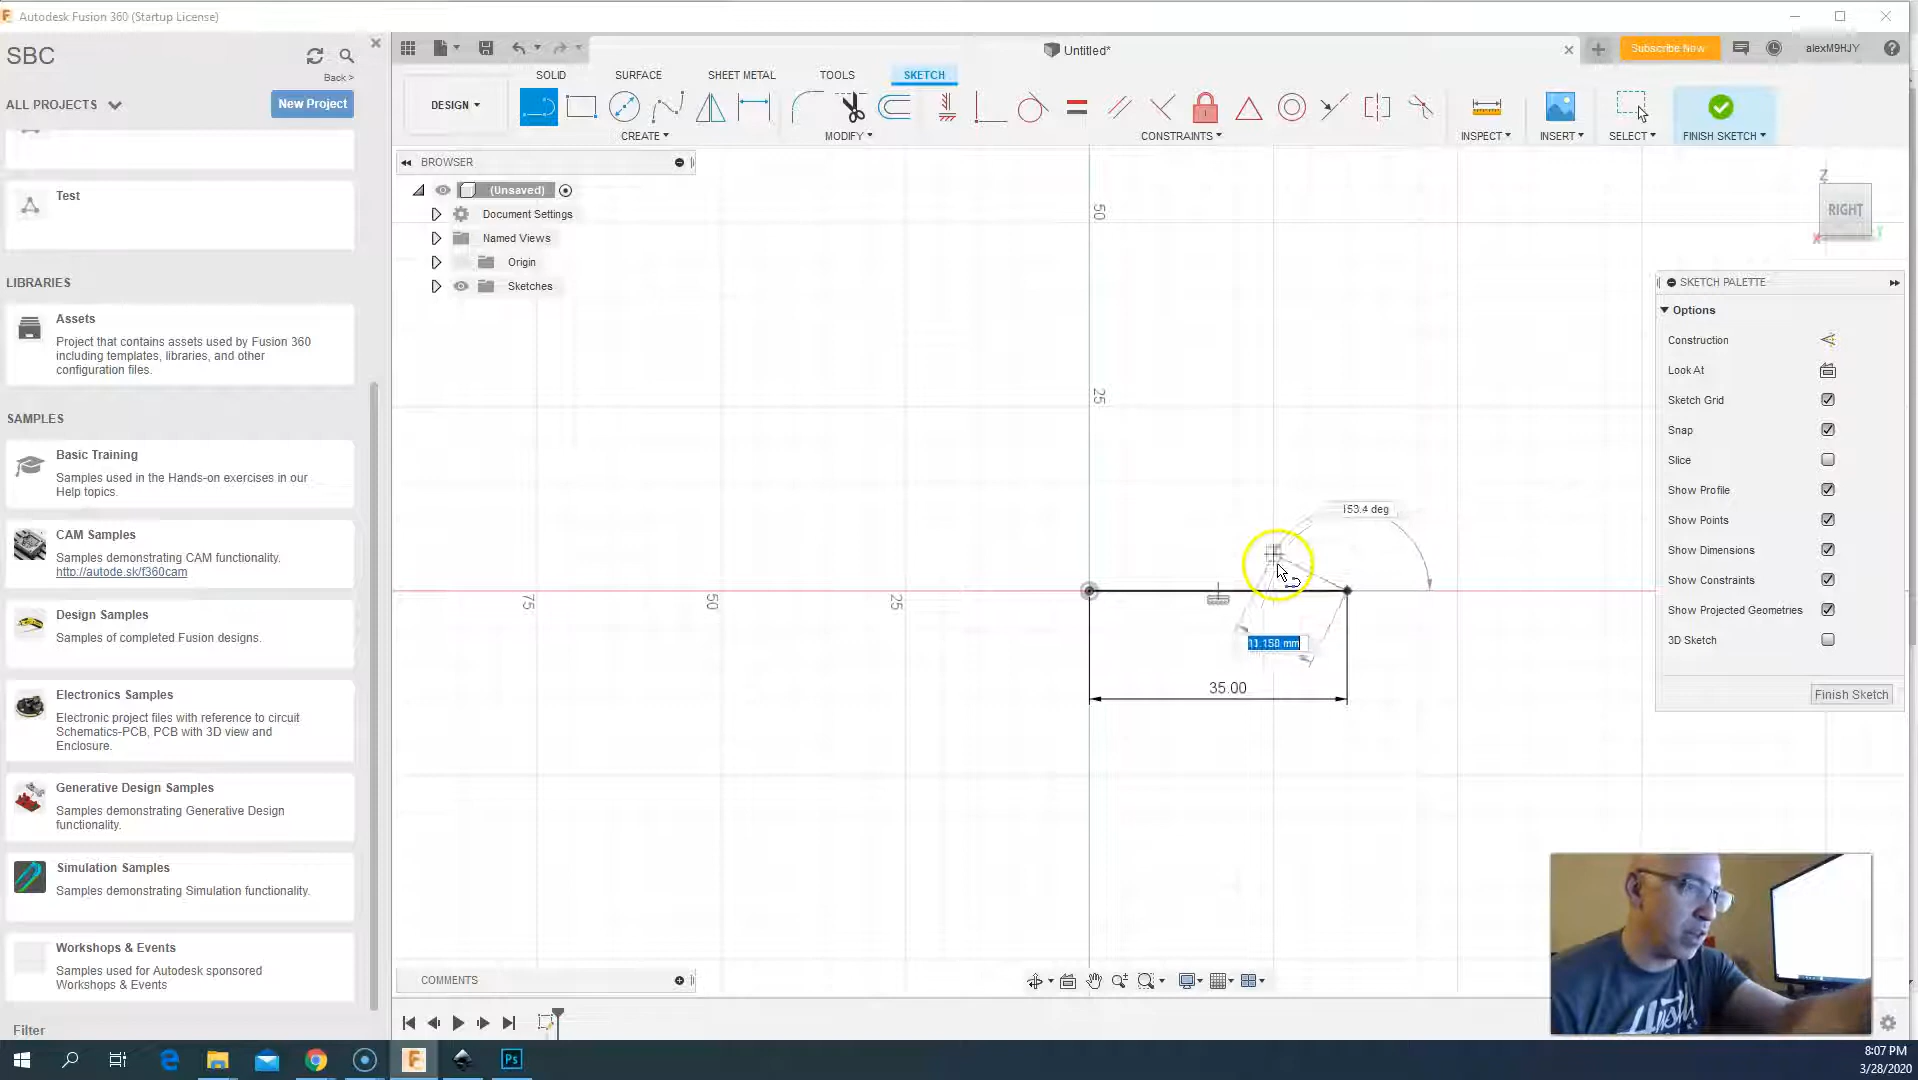 Autodesk Fusion 360 (Startup License)
SBC
Back >
ALL PROJECTS
New Project
Test
LIBRARIES
Assets
Project that contains assets used by Fusion 360
including templates, libraries, and other
configuration files.
SAMPLES
Basic Training
Samples used in the Hands-on exercises in our
Help topics.
CAM Samples
Samples demonstrating CAM functionality.
http://autode.sk/f360cam
Design Samples
Samples of completed Fusion designs.
Electronics Samples
Electronic project files with reference to circuit
Schematics-PCB, PCB with 3D view and
Enclosure.
Generative Design Samples
Samples demonstrating Generative Design
functionality.
Simulation Samples
Samples demonstrating Simulation functionality.
Workshops & Events
Samples used for Autodesk sponsored
Workshops & Events
Filter
Untitled*
Subscribe Now
alexM9HJY
SOLID
SURFACE
SHEET METAL
TOOLS
SKETCH
DESIGN
CREATE
MODIFY
CONSTRAINTS
INSPECT
INSERT
SELECT
FINISH SKETCH
BROWSER
(Unsaved)
Document Settings
Named Views
Origin
Sketches
Z
RIGHT
X
Y
50
25
75
50
25
153.4 deg
11.158 mm
35.00
SKETCH PALETTE
Options
Construction
Look At
Sketch Grid
Snap
Slice
Show Profile
Show Points
Show Dimensions
Show Constraints
Show Projected Geometries
3D Sketch
Finish Sketch
COMMENTS
Ps
8:07 PM
3/28/2020